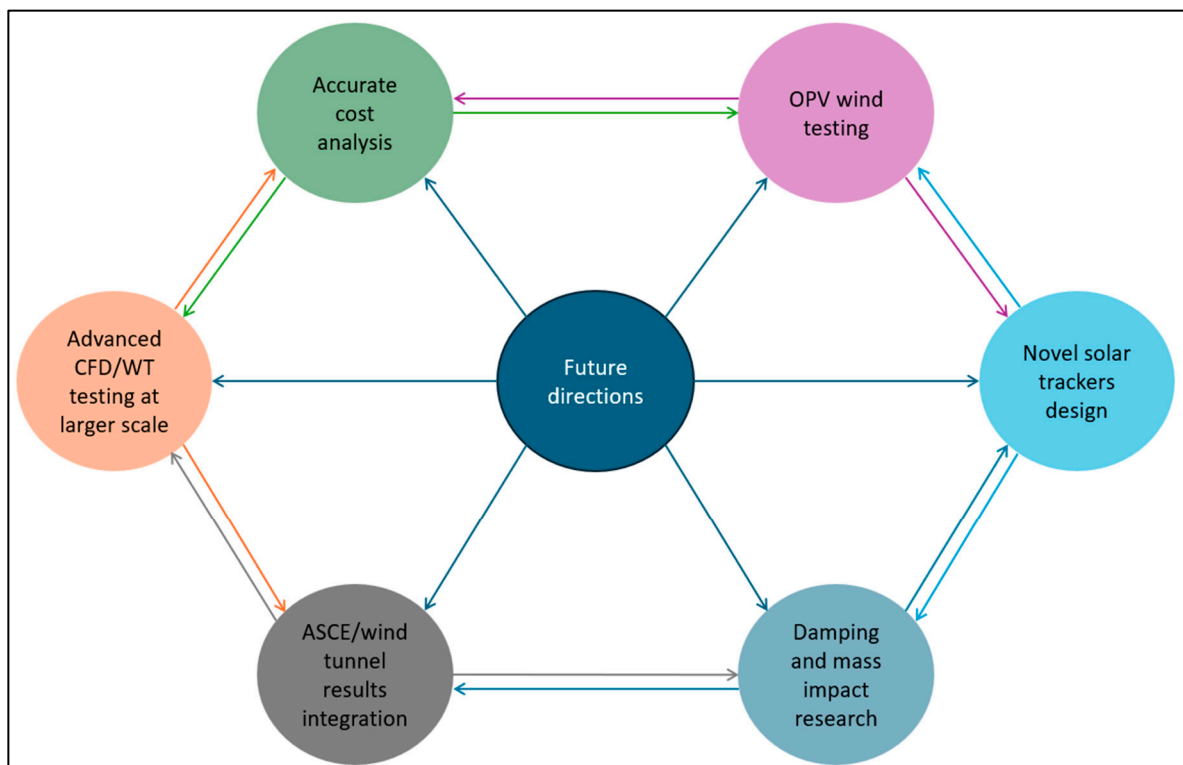 Accurate
cost
analysis
OPV wind
testing
Advanced
CFD/WT
testing at
larger scale
Future
directions
Novel solar
trackers
design
ASCE/wind
tunnel
results
integration
Damping
and mass
impact
research